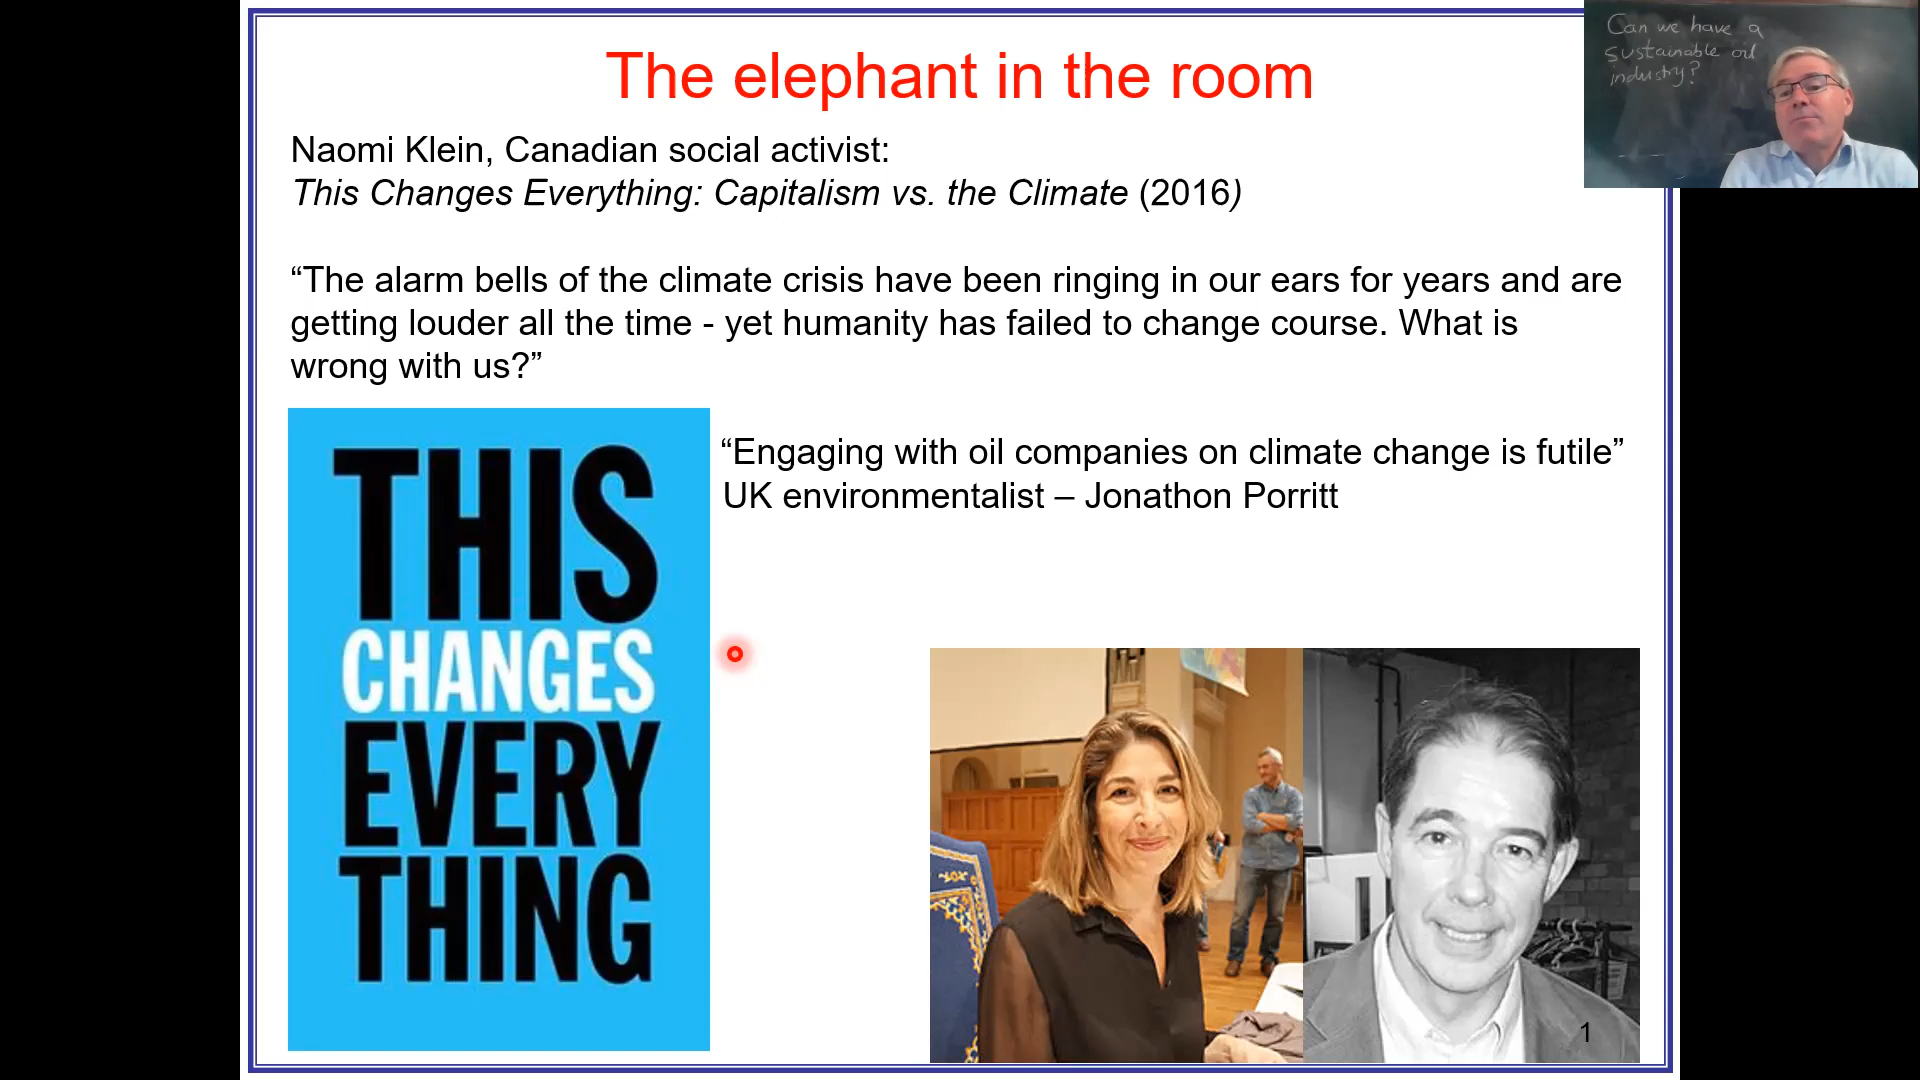 The elephant in the room
Can we have a
sustainable oil
industry?
Naomi Klein, Canadian social activist:
This Changes Everything: Capitalism vs. the Climate (2016)
“The alarm bells of the climate crisis have been ringing in our ears for years and are
getting louder all the time - yet humanity has failed to change course. What is
wrong with us?”
“Engaging with oil companies on climate change is futile”
UK environmentalist – Jonathon Porritt
THIS
CHANGES
EVERY
THING
1